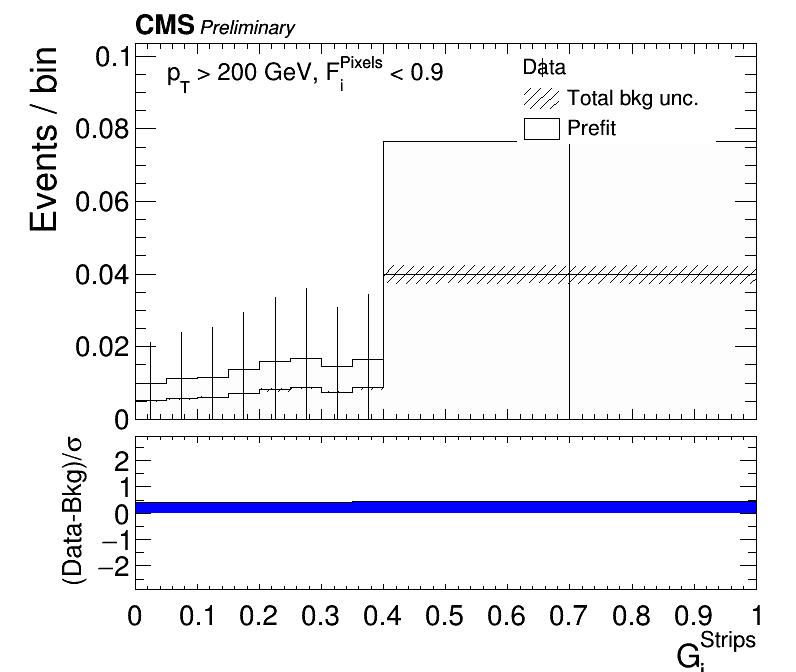 CMS Preliminary
p_T > 200 GeV, F_i^Pixels < 0.9
Data
Total bkg unc.
Prefit
Events / bin
0.1
0.08
0.06
0.04
0.02
0
(Data-Bkg)/σ
2
1
0
−1
−2
0 0.1 0.2 0.3 0.4 0.5 0.6 0.7 0.8 0.9 1
G_i^Strips